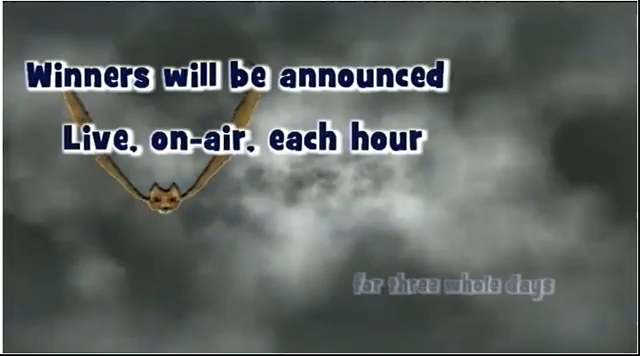 Winners will be announced
Live, on-air, each hour
for three whole days